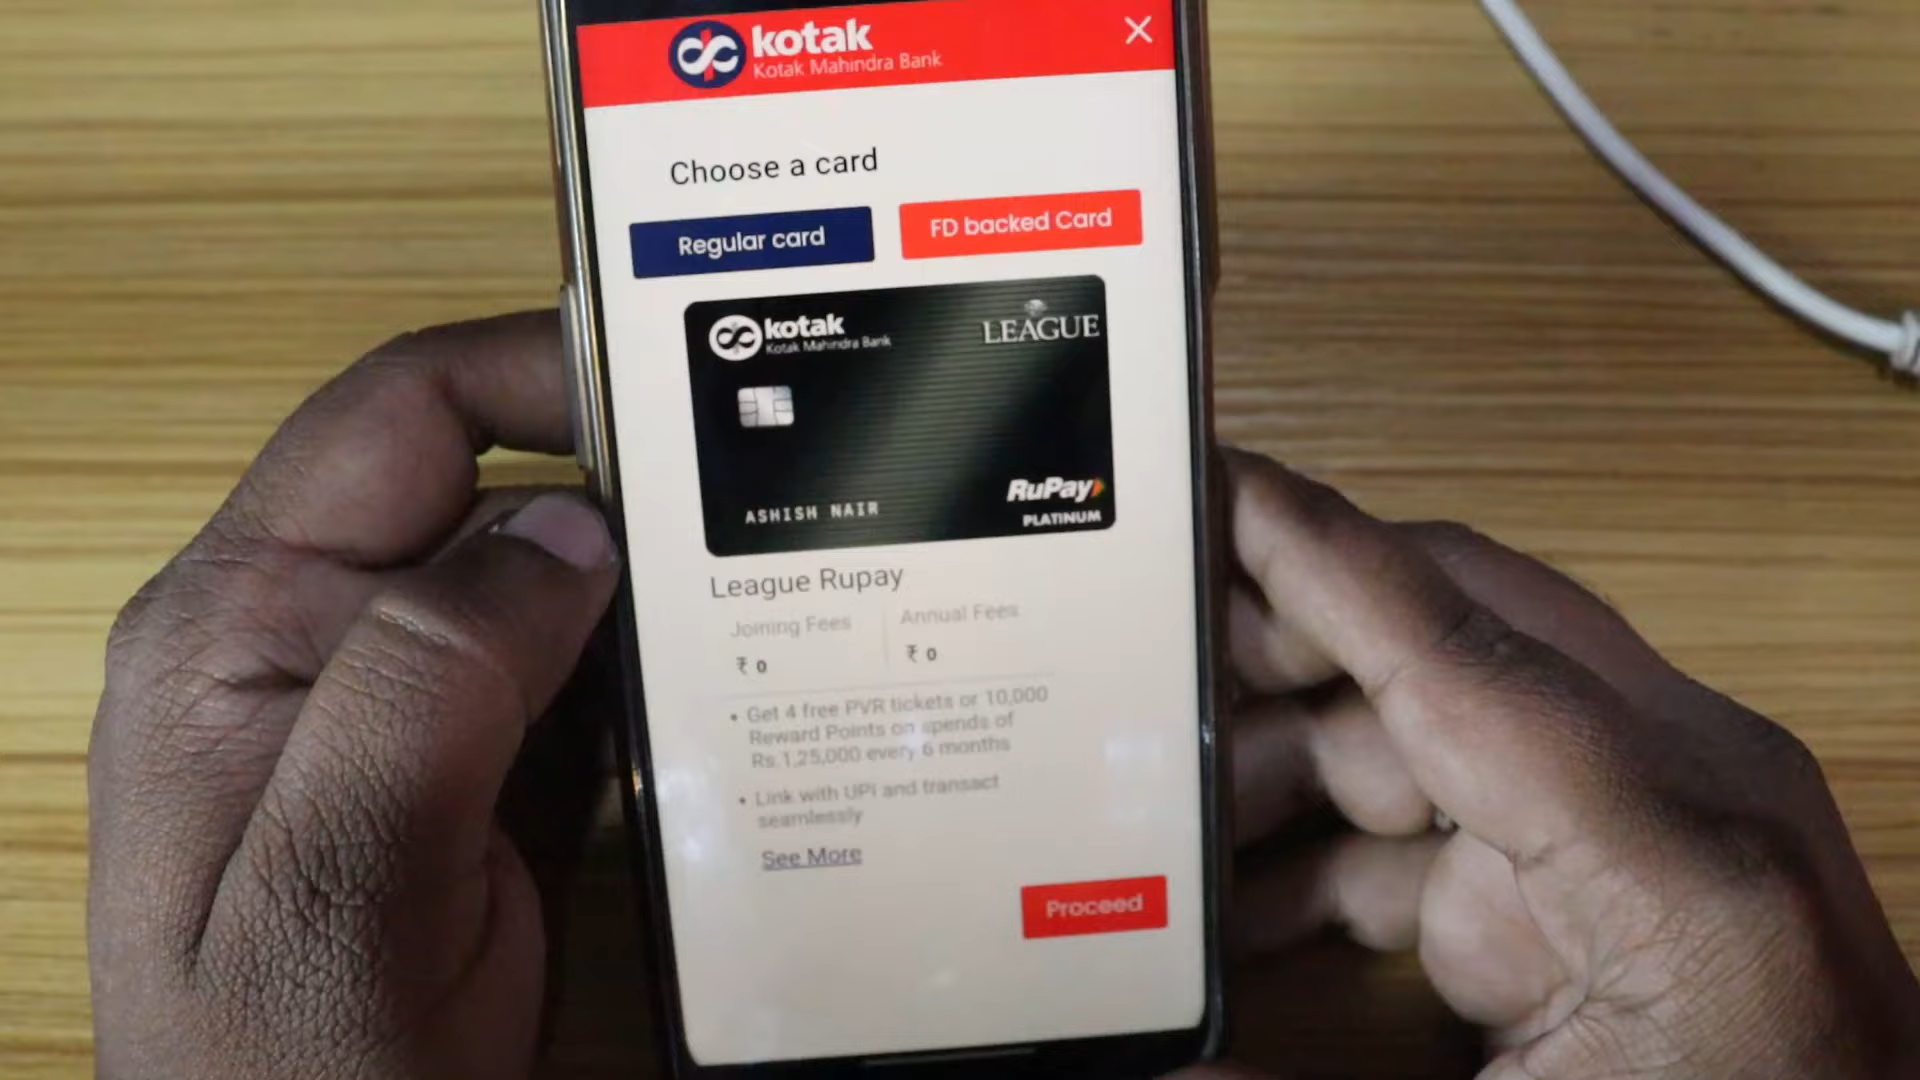 kotak
Kotak Mahindra Bank
Choose a card
Regular card
FD backed Card
kotak
Kotak Mahindra Bank
LEAGUE
ASHISH NAIR
RuPay
PLATINUM
League Rupay
Joining Fees
Annual Fees
₹ 0
₹ 0
• Get 4 free PVR tickets or 10,000
Reward Points on spends of
Rs.1,25,000 every 6 months
• Link with UPI and transact
seamlessly
See More
Proceed